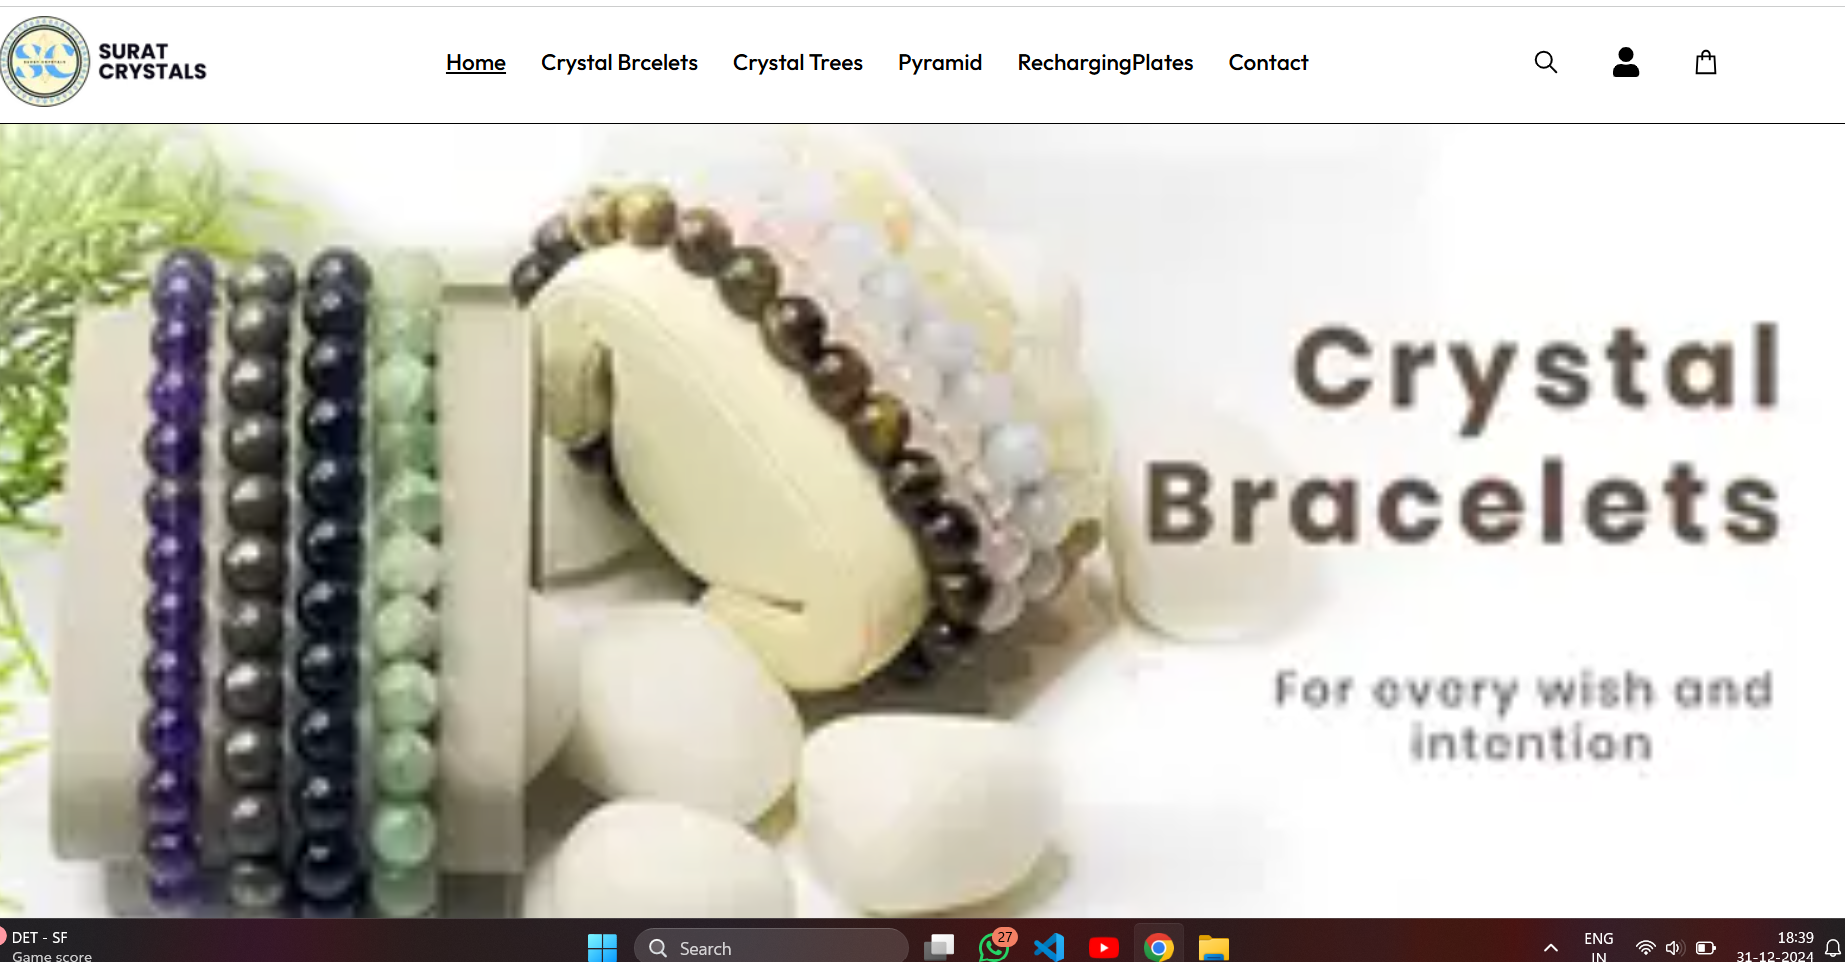 SURAT
CRYSTALS
Home Crystal Brcelets Crystal Trees Pyramid RechargingPlates Contact
Crystal
Bracelets
For every wish and
intention
DET - SF
Game score
Search
27
ENG
IN
18:39
31-12-2024